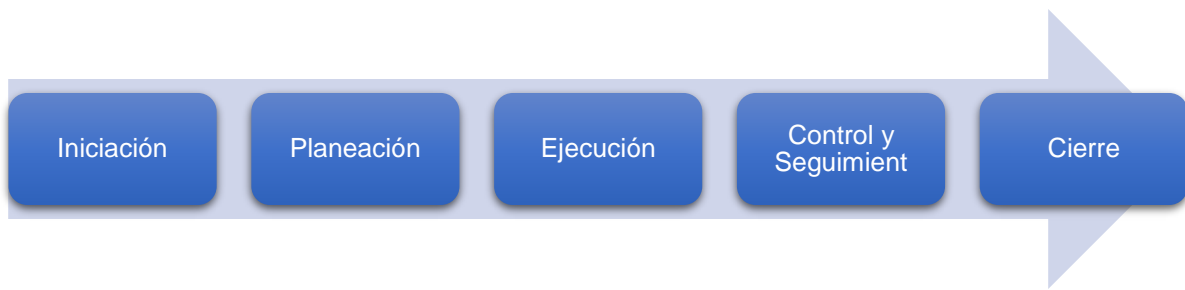 Iniciación
Planeación
Ejecución
Control y
Seguimient
Cierre